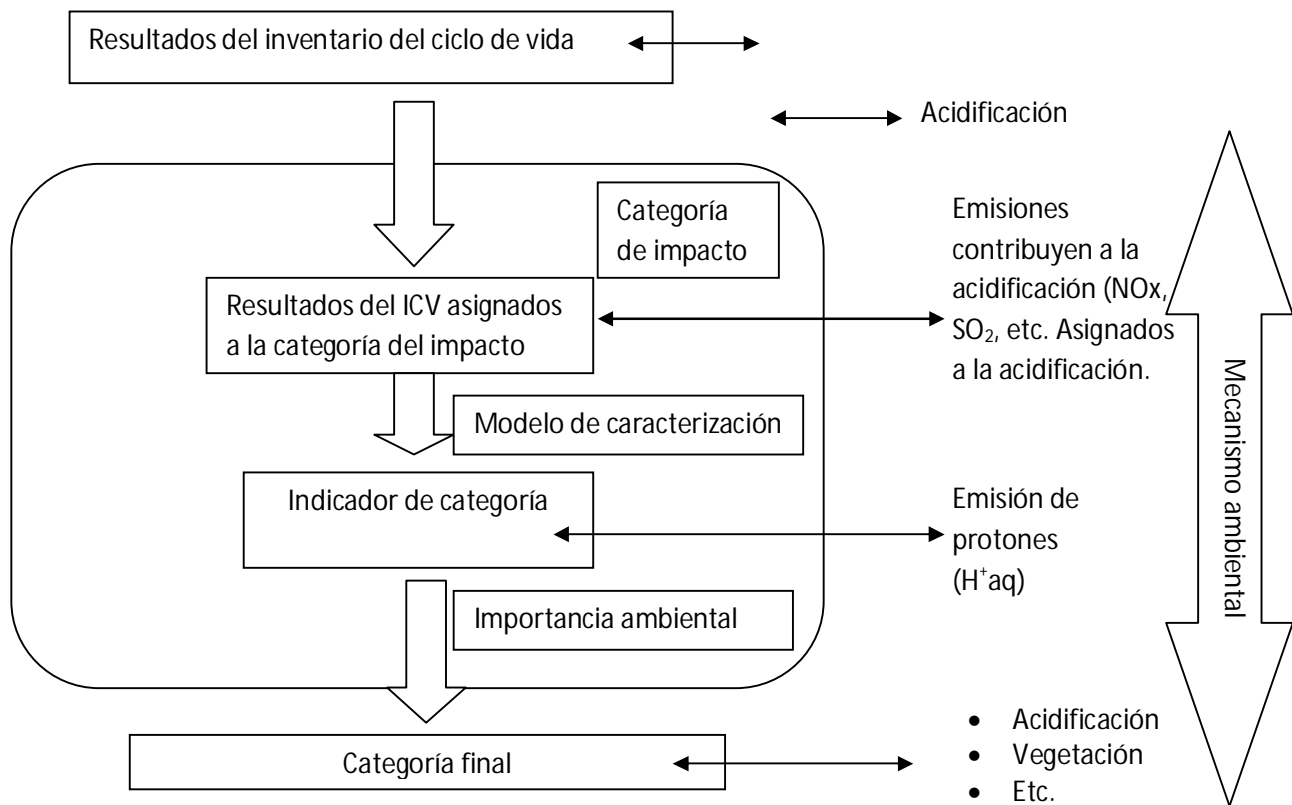 Resultados del inventario del ciclo de vida
Acidificación
Categoría
de impacto
Emisiones
contribuyen a la
acidificación (NOx,
SO₂, etc. Asignados
a la acidificación.
Resultados del ICV asignados
a la categoría del impacto
Modelo de caracterización
Indicador de categoría
Emisión de
protones
(H⁺aq)
Importancia ambiental
Mecanismo ambiental
Categoría final
• Acidificación
• Vegetación
• Etc.